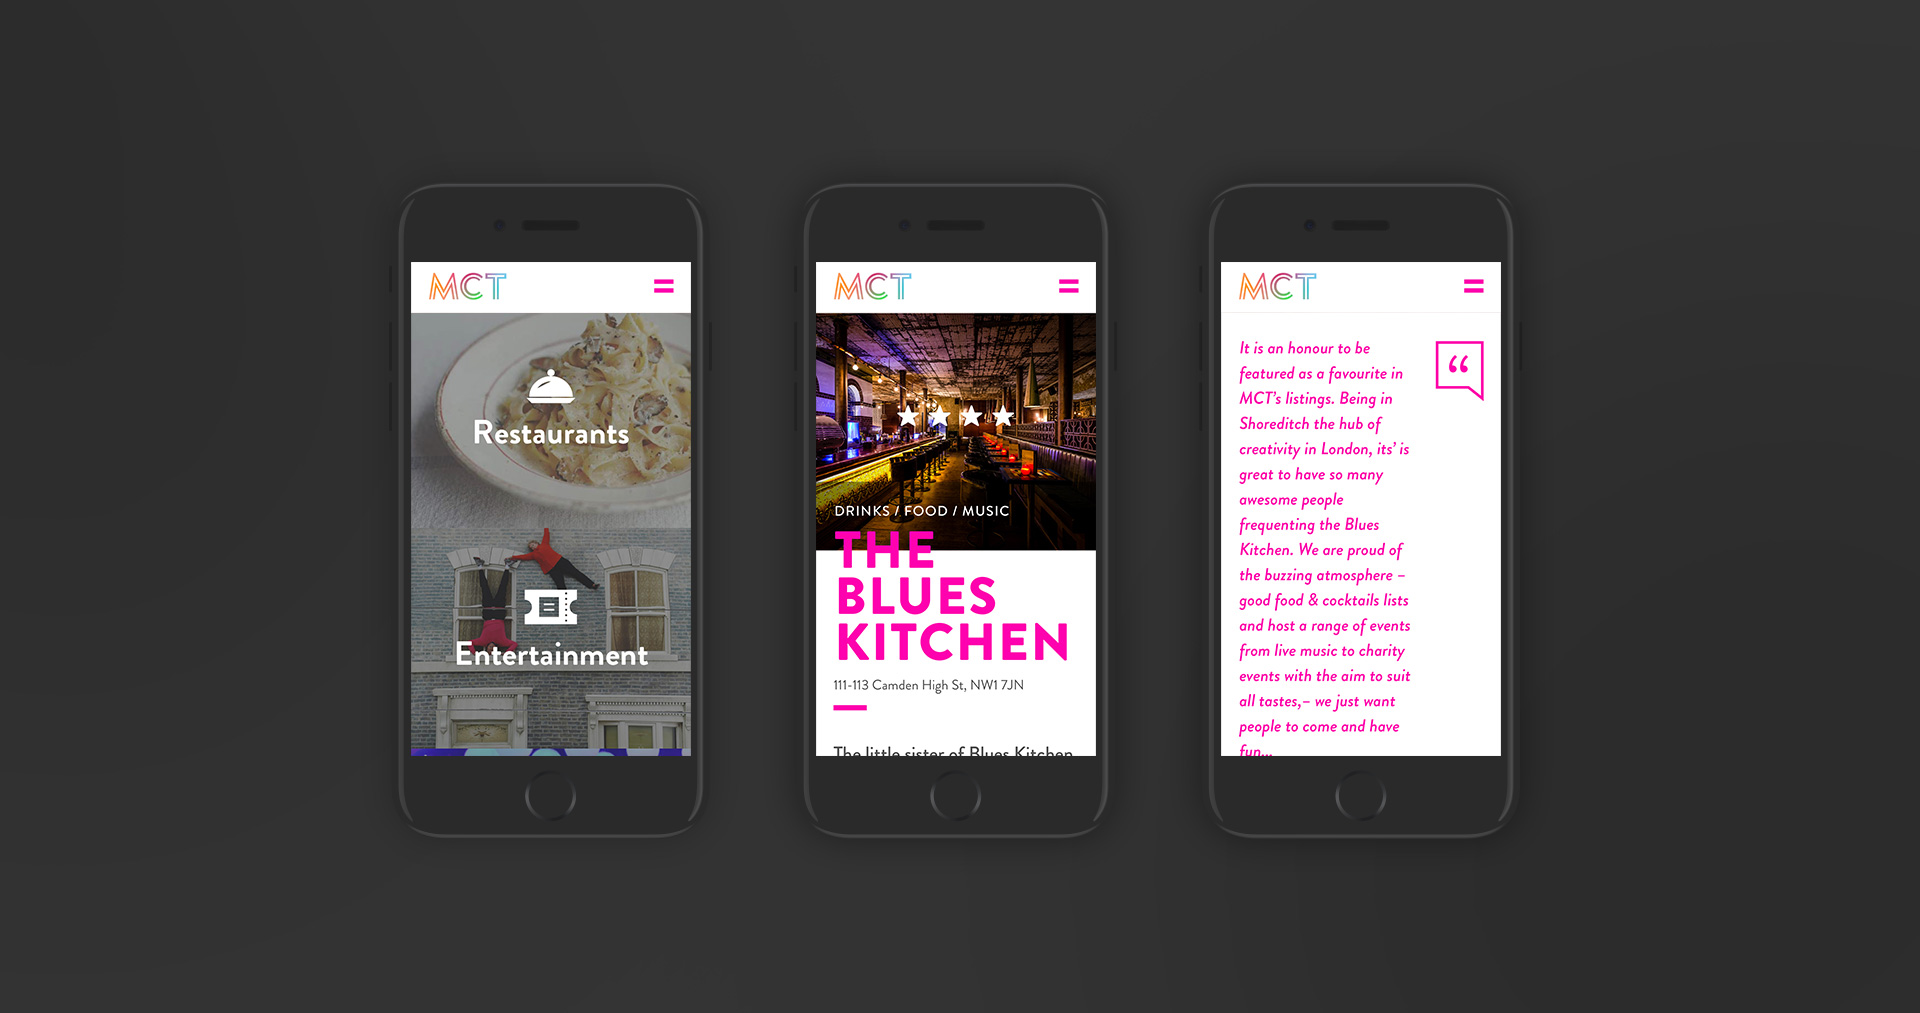 MCT
Restaurants
Entertainment
MCT
DRINKS / FOOD / MUSIC
THE
BLUES
KITCHEN
111-113 Camden High St, NW1 7JN
The little sister of Blues Kitchen
MCT
It is an honour to be
featured as a favourite in
MCT's listings. Being in
Shoreditch the hub of
creativity in London, its' is
great to have so many
awesome people
frequenting the Blues
Kitchen. We are proud of
the buzzing atmosphere –
good food & cocktails lists
and host a range of events
from live music to charity
events with the aim to suit
all tastes,– we just want
people to come and have
fun...
“